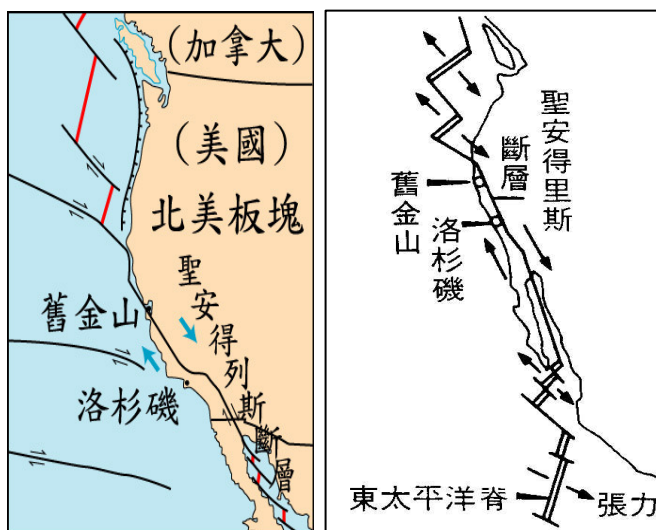 (加拿大)
(美國)
北美板塊
聖安得列斯斷層
舊金山
洛杉磯
聖安得里斯
斷層
舊金山
洛杉磯
東太平洋脊
張力